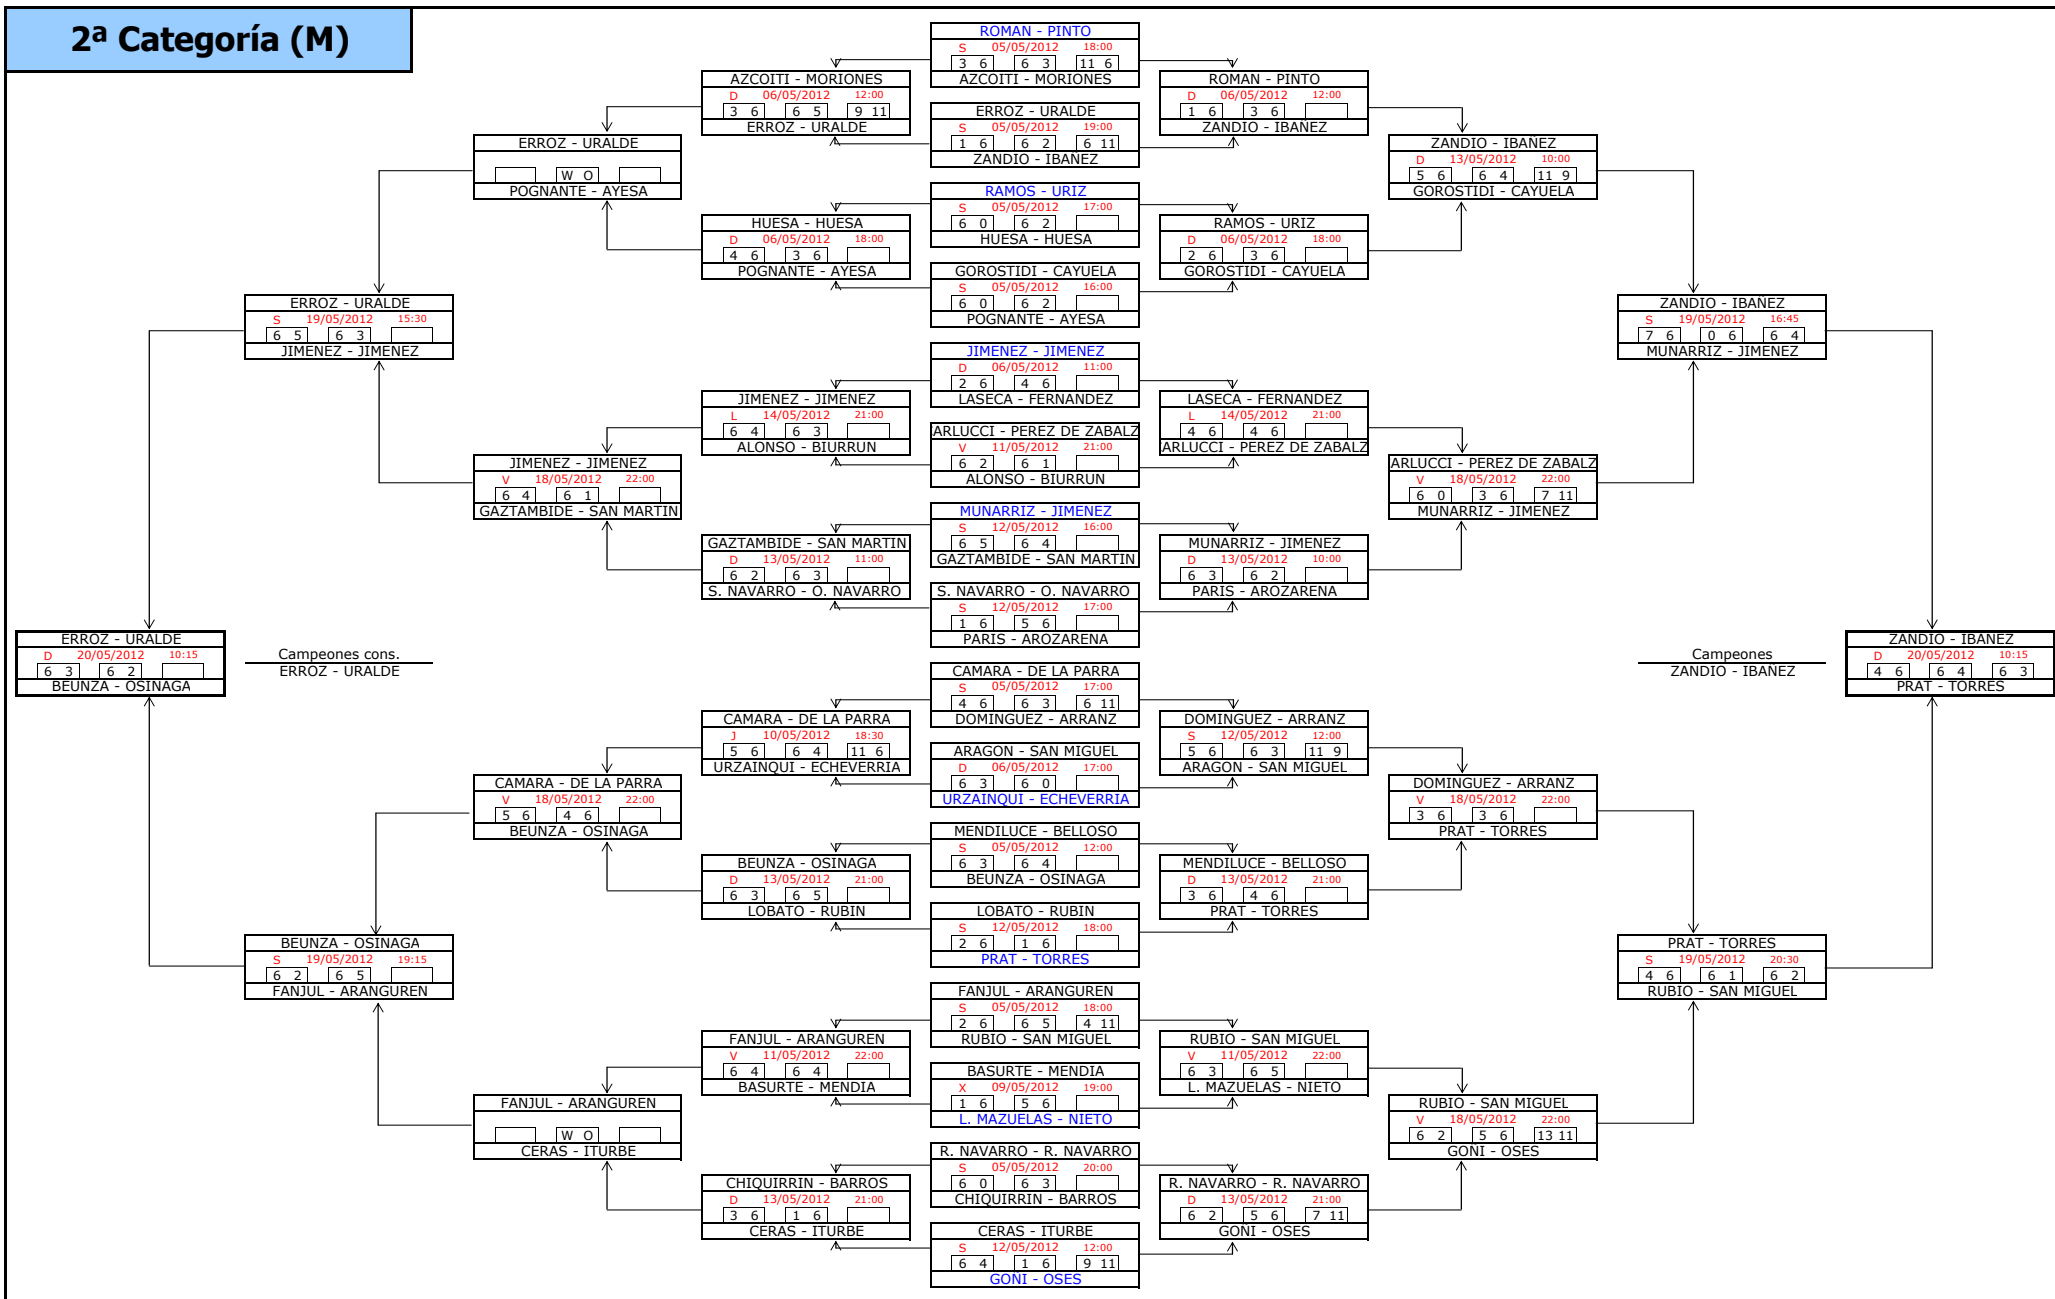 2ª Categoría (M)
ERROZ - URALDE
D 20/05/2012 10:15
6 3 6 2
BEUNZA - OSINAGA
Campeones cons.
ERROZ - URALDE
ERROZ - URALDE
S 19/05/2012 15:30
6 5 6 3
JIMENEZ - JIMENEZ
BEUNZA - OSINAGA
S 19/05/2012 19:15
6 2 6 5
FANJUL - ARANGUREN
ERROZ - URALDE
W O
POGNANTE - AYESA
JIMENEZ - JIMENEZ
V 18/05/2012 22:00
6 4 6 1
GAZTAMBIDE - SAN MARTIN
CAMARA - DE LA PARRA
V 18/05/2012 22:00
5 6 4 6
BEUNZA - OSINAGA
FANJUL - ARANGUREN
W O
CERAS - ITURBE
AZCOITI - MORIONES
D 06/05/2012 12:00
3 6 6 5 9 11
ERROZ - URALDE
HUESA - HUESA
D 06/05/2012 18:00
4 6 3 6
POGNANTE - AYESA
JIMENEZ - JIMENEZ
L 14/05/2012 21:00
6 4 6 3
ALONSO - BIURRUN
GAZTAMBIDE - SAN MARTIN
D 13/05/2012 11:00
6 2 6 3
S. NAVARRO - O. NAVARRO
CAMARA - DE LA PARRA
J 10/05/2012 18:30
5 6 6 4 11 6
URZAINQUI - ECHEVERRIA
BEUNZA - OSINAGA
D 13/05/2012 21:00
6 3 6 5
LOBATO - RUBIN
FANJUL - ARANGUREN
V 11/05/2012 22:00
6 4 6 4
BASURTE - MENDIA
CHIQUIRRIN - BARROS
D 13/05/2012 21:00
3 6 1 6
CERAS - ITURBE
ROMAN - PINTO
S 05/05/2012 18:00
3 6 6 3 11 6
AZCOITI - MORIONES
ERROZ - URALDE
S 05/05/2012 19:00
1 6 6 2 6 11
ZANDIO - IBAÑEZ
RAMOS - URIZ
S 05/05/2012 17:00
6 0 6 2
HUESA - HUESA
GOROSTIDI - CAYUELA
S 05/05/2012 16:00
6 0 6 2
POGNANTE - AYESA
JIMENEZ - JIMENEZ
D 06/05/2012 11:00
2 6 4 6
LASECA - FERNANDEZ
ARLUCCI - PEREZ DE ZABALZ
V 11/05/2012 21:00
6 2 6 1
ALONSO - BIURRUN
MUNARRIZ - JIMENEZ
S 12/05/2012 16:00
6 5 6 4
GAZTAMBIDE - SAN MARTIN
S. NAVARRO - O. NAVARRO
S 12/05/2012 17:00
1 6 5 6
PARIS - AROZARENA
CAMARA - DE LA PARRA
S 05/05/2012 17:00
4 6 6 3 6 11
DOMINGUEZ - ARRANZ
ARAGON - SAN MIGUEL
D 06/05/2012 17:00
6 3 6 0
URZAINQUI - ECHEVERRIA
MENDILUCE - BELLOSO
S 05/05/2012 12:00
6 3 6 4
BEUNZA - OSINAGA
LOBATO - RUBIN
S 12/05/2012 18:00
2 6 1 6
PRAT - TORRES
FANJUL - ARANGUREN
S 05/05/2012 18:00
2 6 6 5 4 11
RUBIO - SAN MIGUEL
BASURTE - MENDIA
X 09/05/2012 19:00
1 6 5 6
L. MAZUELAS - NIETO
R. NAVARRO - R. NAVARRO
S 05/05/2012 20:00
6 0 6 3
CHIQUIRRIN - BARROS
CERAS - ITURBE
S 12/05/2012 12:00
6 4 1 6 9 11
GOÑI - OSES
ROMAN - PINTO
D 06/05/2012 12:00
1 6 3 6
ZANDIO - IBAÑEZ
RAMOS - URIZ
D 06/05/2012 18:00
2 6 3 6
GOROSTIDI - CAYUELA
LASECA - FERNANDEZ
L 14/05/2012 21:00
4 6 4 6
ARLUCCI - PEREZ DE ZABALZ
MUNARRIZ - JIMENEZ
D 13/05/2012 10:00
6 3 6 2
PARIS - AROZARENA
DOMINGUEZ - ARRANZ
S 12/05/2012 12:00
5 6 6 3 11 9
ARAGON - SAN MIGUEL
MENDILUCE - BELLOSO
D 13/05/2012 21:00
3 6 4 6
PRAT - TORRES
RUBIO - SAN MIGUEL
V 11/05/2012 22:00
6 3 6 5
L. MAZUELAS - NIETO
R. NAVARRO - R. NAVARRO
D 13/05/2012 21:00
6 2 5 6 7 11
GOÑI - OSES
ZANDIO - IBAÑEZ
D 13/05/2012 10:00
5 6 6 4 11 9
GOROSTIDI - CAYUELA
ARLUCCI - PEREZ DE ZABALZ
V 18/05/2012 22:00
6 0 3 6 7 11
MUNARRIZ - JIMENEZ
DOMINGUEZ - ARRANZ
V 18/05/2012 22:00
3 6 3 6
PRAT - TORRES
RUBIO - SAN MIGUEL
V 18/05/2012 22:00
6 2 5 6 13 11
GOÑI - OSES
ZANDIO - IBAÑEZ
S 19/05/2012 16:45
7 6 0 6 6 4
MUNARRIZ - JIMENEZ
Campeones
ZANDIO - IBAÑEZ
PRAT - TORRES
S 19/05/2012 20:30
4 6 6 1 6 2
RUBIO - SAN MIGUEL
ZANDIO - IBAÑEZ
D 20/05/2012 10:15
4 6 6 4 6 3
PRAT - TORRES